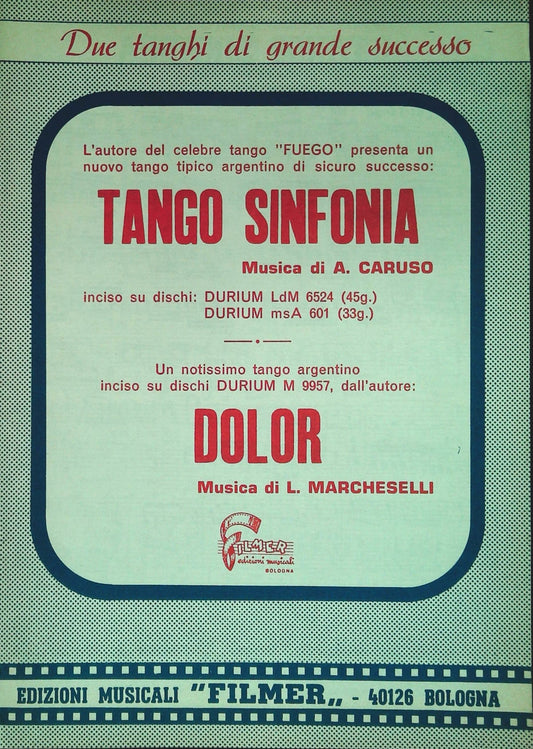 Due tanghi di grande successo
L'autore del celebre tango "FUEGO" presenta un
nuovo tango tipico argentino di sicuro successo:
TANGO SINFONIA
Musica di A. CARUSO
inciso su dischi: DURIUM LdM 6524 (45g.)
DURIUM msA 601 (33g.)
Un notissimo tango argentino
inciso su dischi DURIUM M 9957, dall'autore:
DOLOR
Musica di L. MARCHESELLI
FILMER
edizioni musicali
BOLOGNA
EDIZIONI MUSICALI "FILMER„ - 40126 BOLOGNA